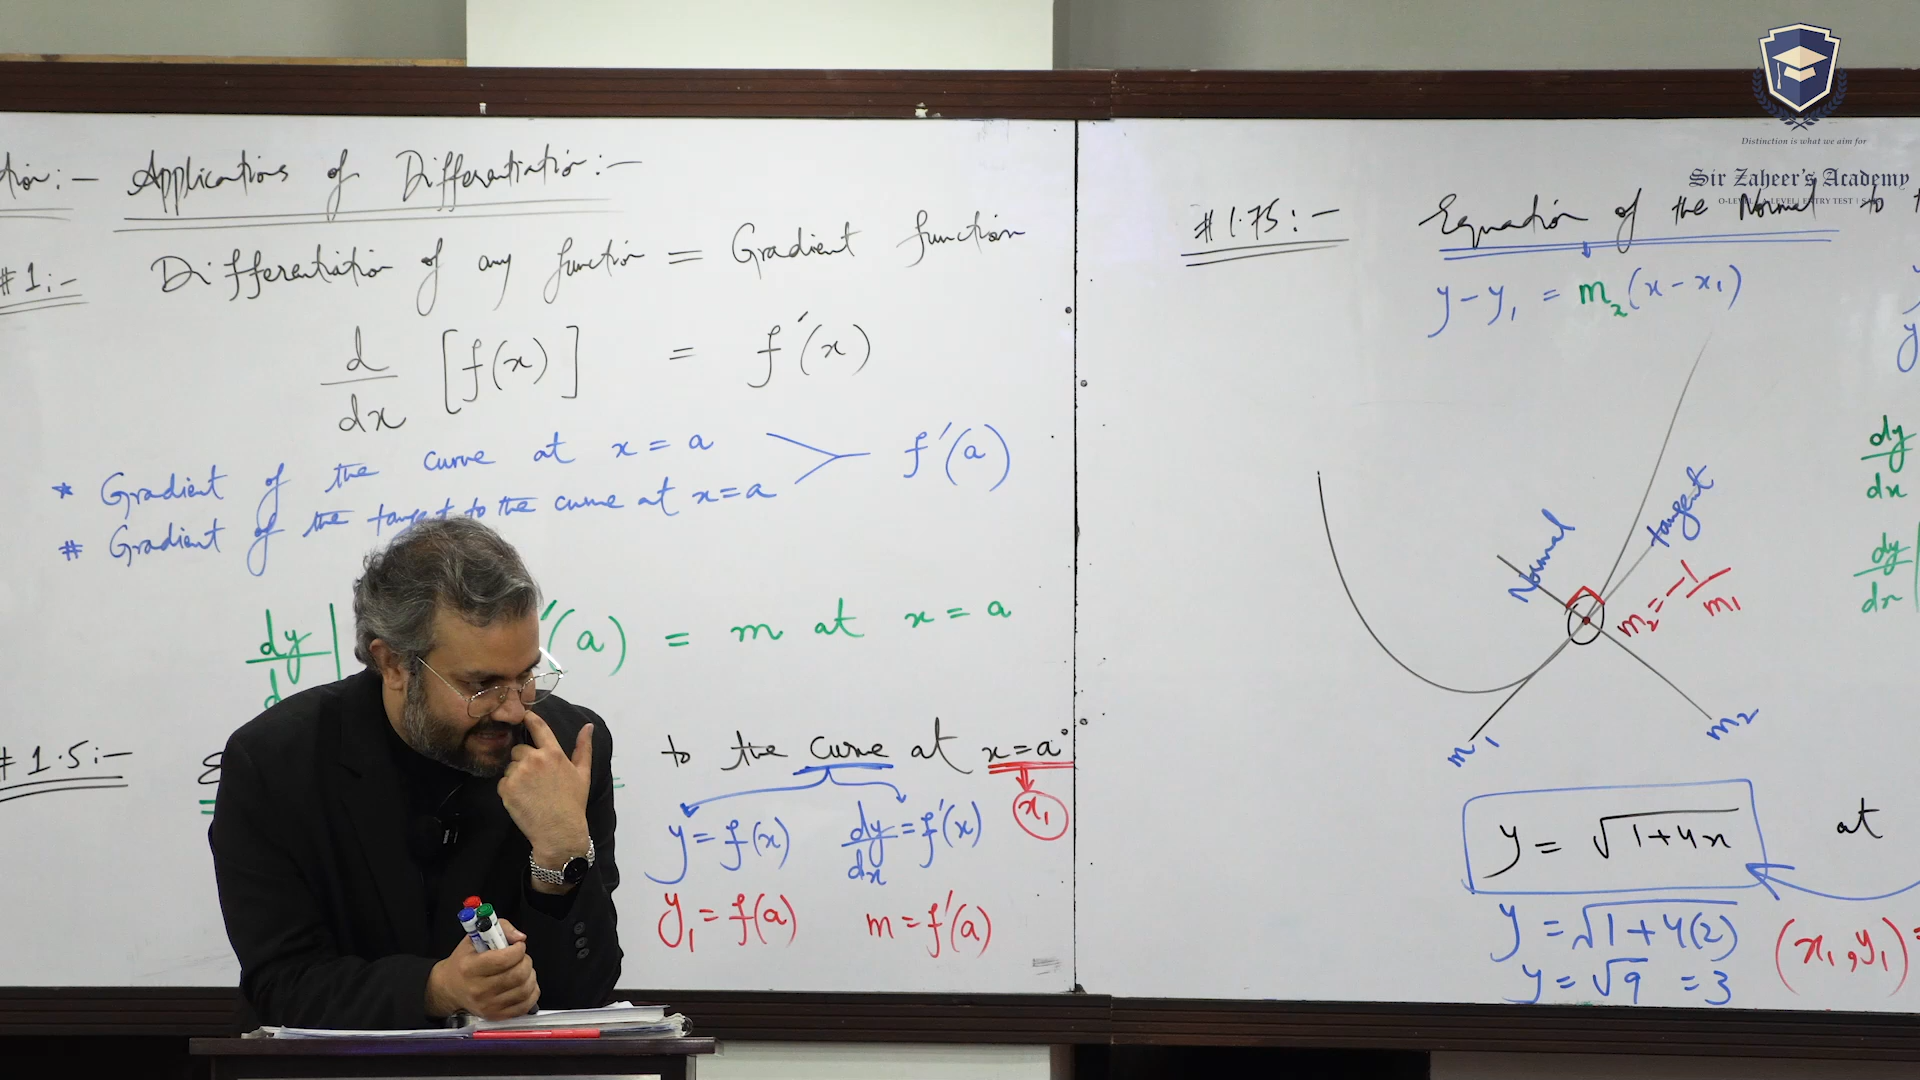 Applications of Differentiation:-
#1:- Differentiation of any function = Gradient function
d/dx [f(x)] = f′(x)
* Gradient of the curve at x = a
# Gradient of the tangent to the curve at x = a
f′(a)
dy
′(a) = m at x = a
#1.5:-
to the curve at x = a
x₁
y = f(x) dy/dx = f′(x)
y₁ = f(a) m = f′(a)
Distinction is what we aim for
Sir Zaheer's Academy
#1.75:- Equation of the Normal to
y - y₁ = m₂(x - x₁)
Normal
tangent
m₂ = -1/m₁
m₁
m₂
dy/dx
y = √1+4x at
y = √1+4(2)
y = √9 = 3
(x₁, y₁) =